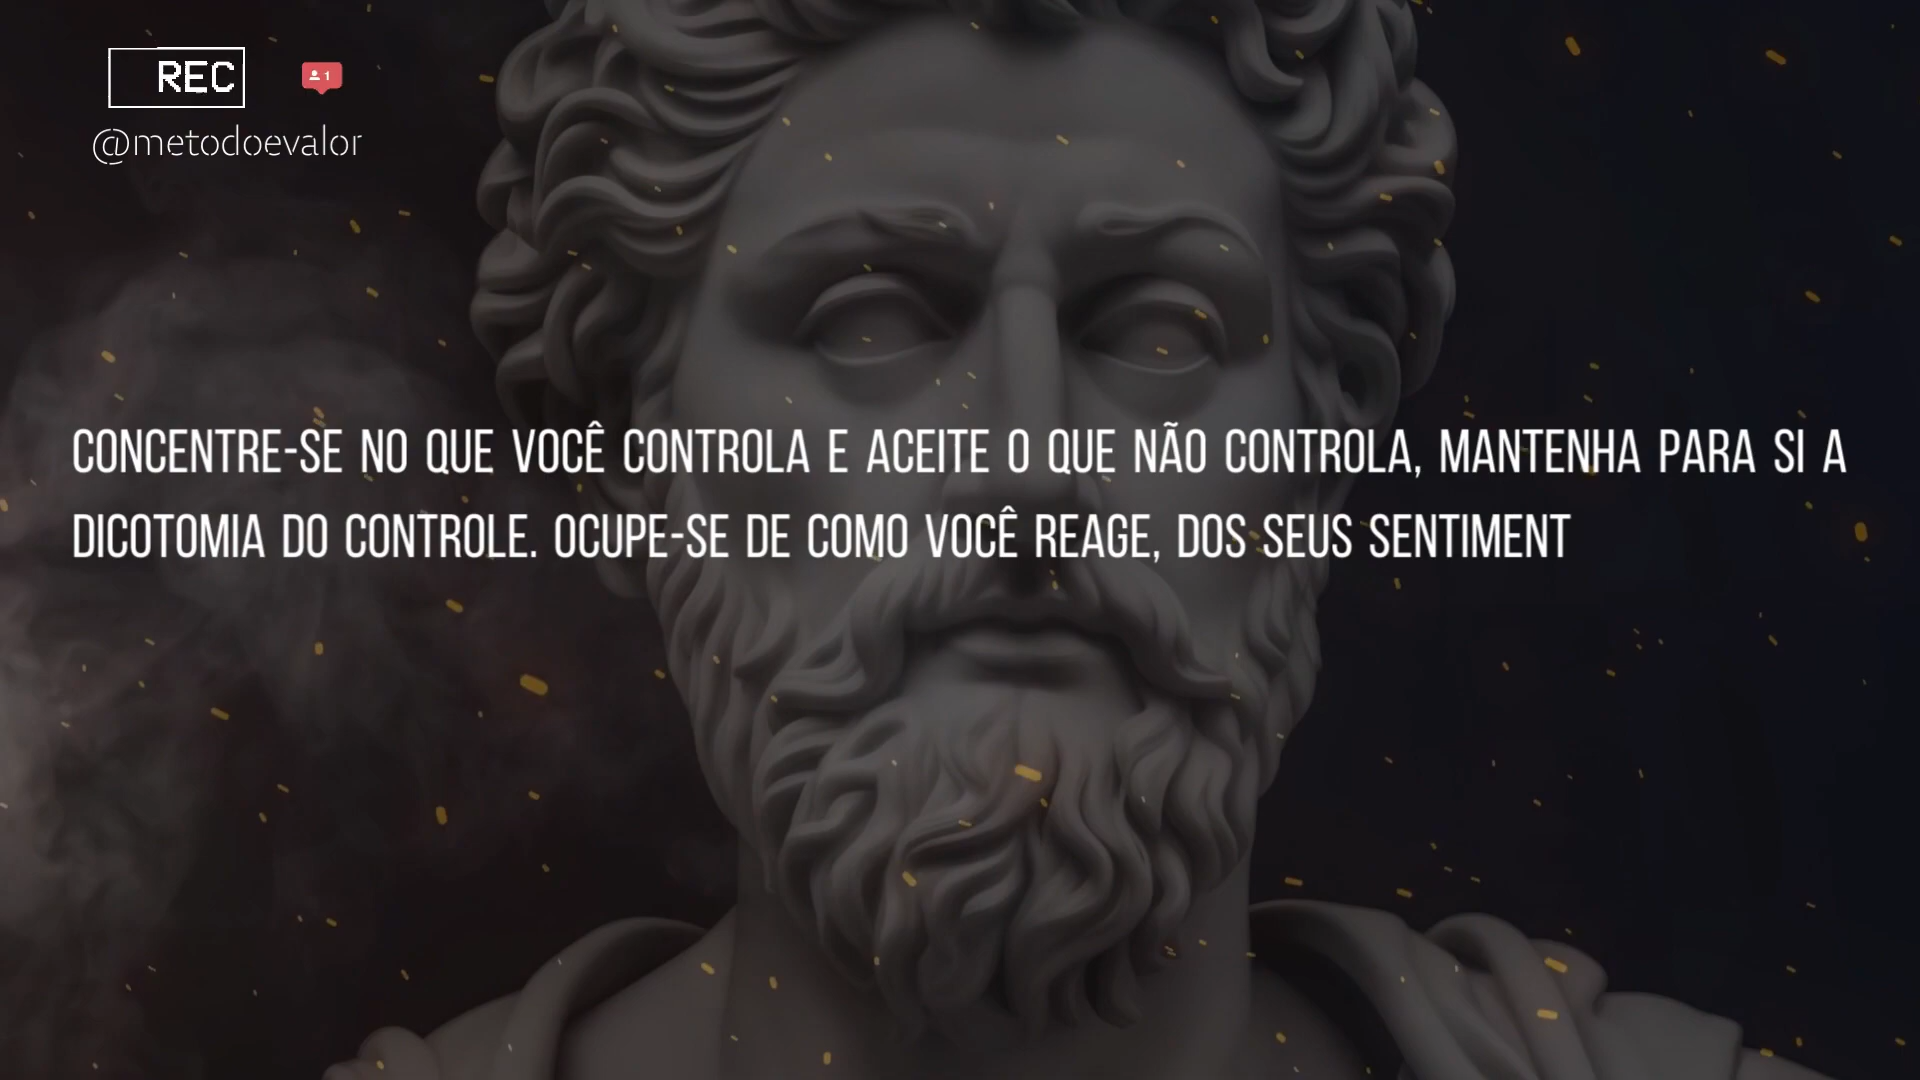 REC
1
@metodoevalor
CONCENTRE-SE NO QUE VOCÊ CONTROLA E ACEITE O QUE NÃO CONTROLA, MANTENHA PARA SI A
DICOTOMIA DO CONTROLE. OCUPE-SE DE COMO VOCÊ REAGE, DOS SEUS SENTIMENT